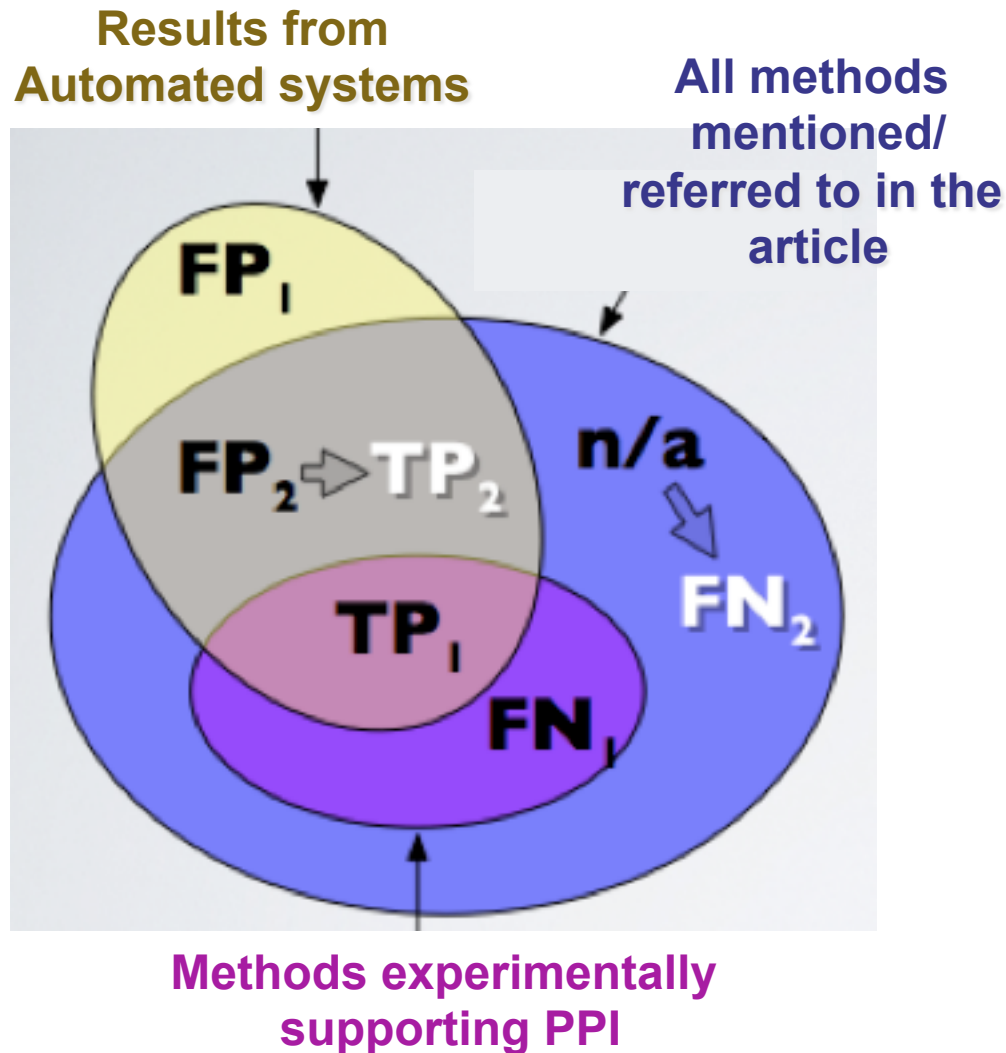 Results from
Automated systems
All methods
mentioned/
referred to in the
article
FP1
FP2 TP2
n/a
FN2
TP1
FN1
Methods experimentally
supporting PPI